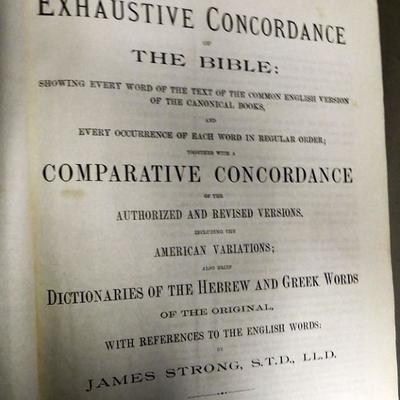 EXHAUSTIVE CONCORDANCE
OF
THE BIBLE:
SHOWING EVERY WORD OF THE TEXT OF THE COMMON ENGLISH VERSION
OF THE CANONICAL BOOKS,
AND
EVERY OCCURRENCE OF EACH WORD IN REGULAR ORDER;
TOGETHER WITH A
COMPARATIVE CONCORDANCE
OF THE
AUTHORIZED AND REVISED VERSIONS,
INCLUDING THE
AMERICAN VARIATIONS;
ALSO BRIEF
DICTIONARIES OF THE HEBREW AND GREEK WORDS
OF THE ORIGINAL,
WITH REFERENCES TO THE ENGLISH WORDS:
BY
JAMES STRONG, S.T.D., LL.D.